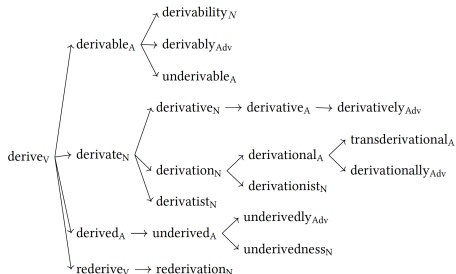 derivability_N
derivable_A
derivably_Adv
underivable_A
derivative_N → derivative_A → derivatively_Adv
transderivational_A
derive_V
derivate_N
derivational_A
derivation_N
derivationally_Adv
derivationist_N
derivatist_N
underivedly_Adv
derived_A → underived_A
underivedness_N
rederive_V → rederivation_N